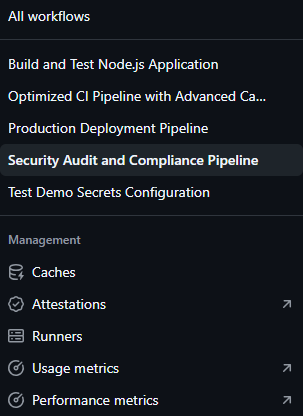 All workflows
Build and Test Node.js Application
Optimized CI Pipeline with Advanced Ca...
Production Deployment Pipeline
Security Audit and Compliance Pipeline
Test Demo Secrets Configuration
Management
Caches
Attestations
Runners
Usage metrics
Performance metrics